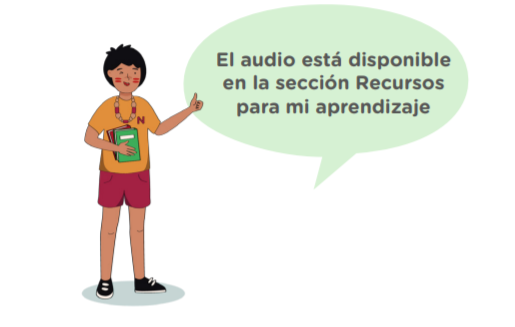 El audio está disponible
en la sección Recursos
para mi aprendizaje
N